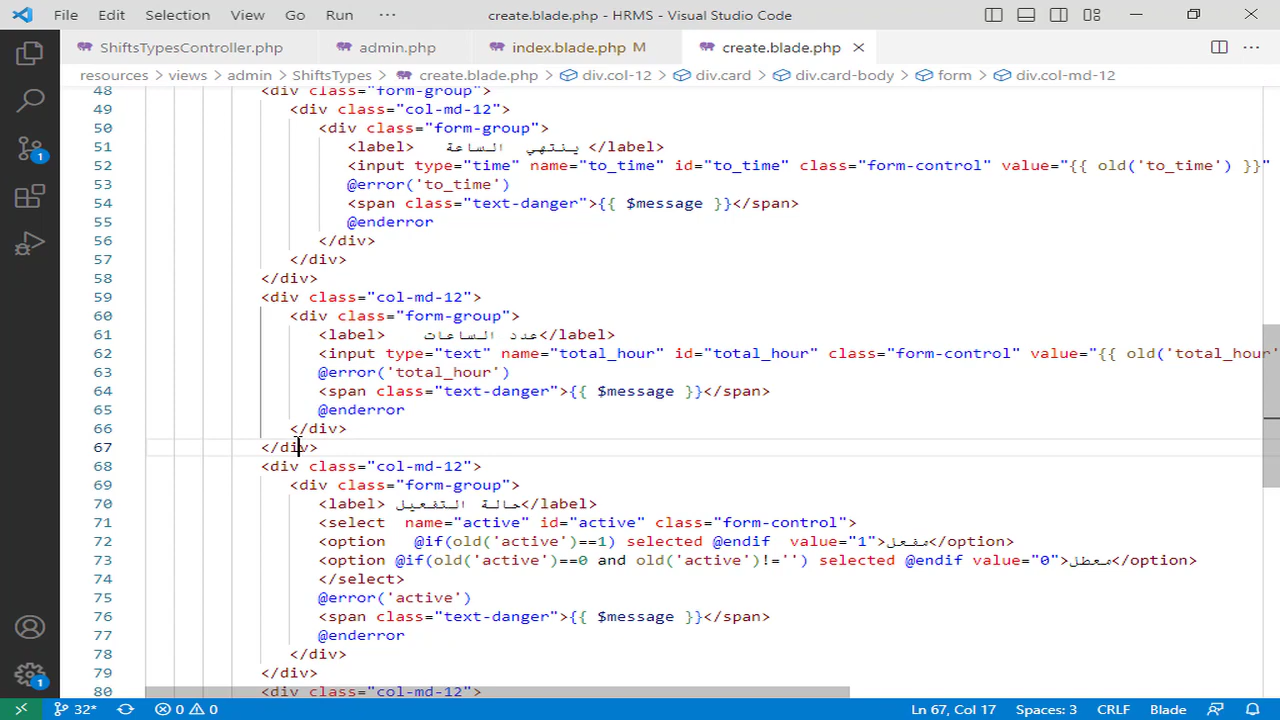 File Edit Selection View Go Run ··· create.blade.php - HRMS - Visual Studio Code
ShiftsTypesController.php admin.php index.blade.php M create.blade.php
resources > views > admin > ShiftsTypes > create.blade.php > div.col-12 > div.card > div.card-body > form > div.col-md-12
48 <div class="form-group">
49 <div class="col-md-12">
50 <div class="form-group">
51 <label> ينتهي الساعة </label>
52 <input type="time" name="to_time" id="to_time" class="form-control" value="{{ old('to_time') }}"
53 @error('to_time')
54 <span class="text-danger">{{ $message }}</span>
55 @enderror
56 </div>
57 </div>
58 </div>
59 <div class="col-md-12">
60 <div class="form-group">
61 <label> عدد الساعات</label>
62 <input type="text" name="total_hour" id="total_hour" class="form-control" value="{{ old('total_hour'
63 @error('total_hour')
64 <span class="text-danger">{{ $message }}</span>
65 @enderror
66 </div>
67 </div>
68 <div class="col-md-12">
69 <div class="form-group">
70 <label> حالة التفعيل</label>
71 <select name="active" id="active" class="form-control">
72 <option @if(old('active')==1) selected @endif value="1">مفعل</option>
73 <option @if(old('active')==0 and old('active')!='') selected @endif value="0">معطل</option>
74 </select>
75 @error('active')
76 <span class="text-danger">{{ $message }}</span>
77 @enderror
78 </div>
79 </div>
80 <div class="col-md-12">
32* 0 0 Ln 67, Col 17 Spaces: 3 CRLF Blade